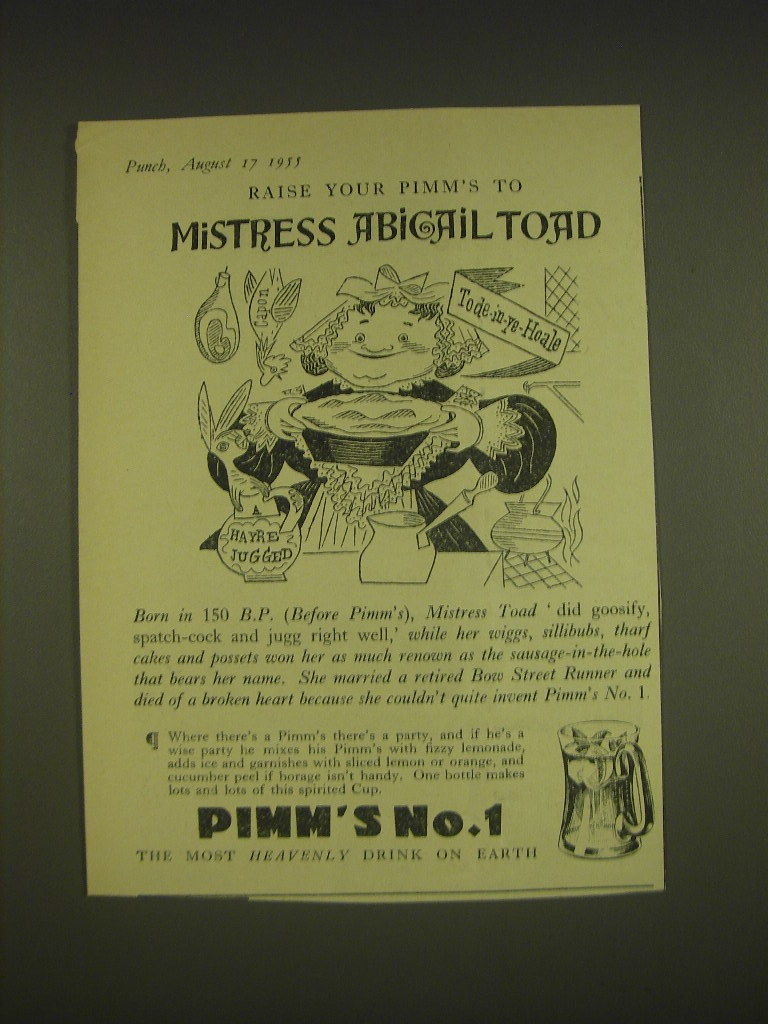 Punch, August 17 1955
RAISE YOUR PIMM'S TO
MiSTRESS ABiGAiL TOAD
Capon
Tode-in-ye-Hoale
A
HAYRE
JUGGED
Born in 150 B.P. (Before Pimm's), Mistress Toad ' did goosify,
spatch-cock and jugg right well,' while her wiggs, sillibubs, tharf
cakes and possets won her as much renown as the sausage-in-the-hole
that bears her name. She married a retired Bow Street Runner and
died of a broken heart because she couldn't quite invent Pimm's No. 1.
¶ Where there's a Pimm's there's a party, and if he's a
wise party he mixes his Pimm's with fizzy lemonade,
adds ice and garnishes with sliced lemon or orange, and
cucumber peel if borage isn't handy. One bottle makes
lots and lots of this spirited Cup.
PIMM'S No.1
THE MOST HEAVENLY DRINK ON EARTH